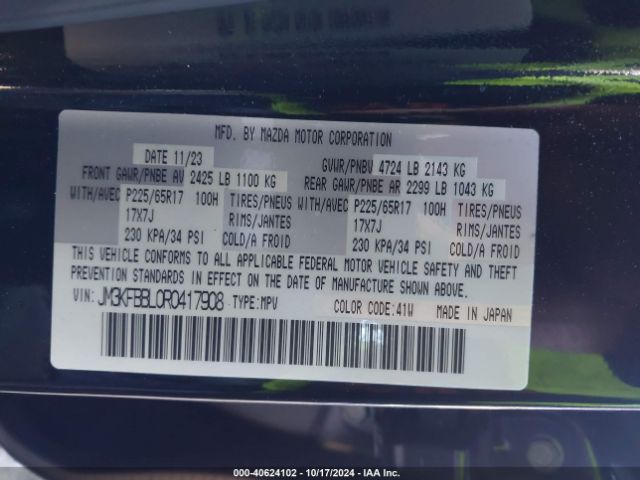 MFD. BY MAZDA MOTOR CORPORATION
DATE 11/23 GVWR/PNBV 4724 LB 2143 KG
FRONT GAWR/PNBE AV 2425 LB 1100 KG REAR GAWR/PNBE AR 2299 LB 1043 KG
WITH/AVEC P225/65R17 100H TIRES/PNEUS WITH/AVEC P225/65R17 100H TIRES/PNEUS
17X7J RIMS/JANTES 17X7J RIMS/JANTES
230 KPA/34 PSI COLD/A FROID 230 KPA/34 PSI COLD/A FROID
THIS VEHICLE CONFORMS TO ALL APPLICABLE FEDERAL MOTOR VEHICLE SAFETY AND THEFT
PREVENTION STANDARDS IN EFFECT ON THE DATE OF MANUFACTURE SHOWN ABOVE.
VIN: JM3KFBBL0R0417908 TYPE: MPV COLOR CODE: 41W MADE IN JAPAN
000-40624102 - 10/17/2024 - IAAI.com